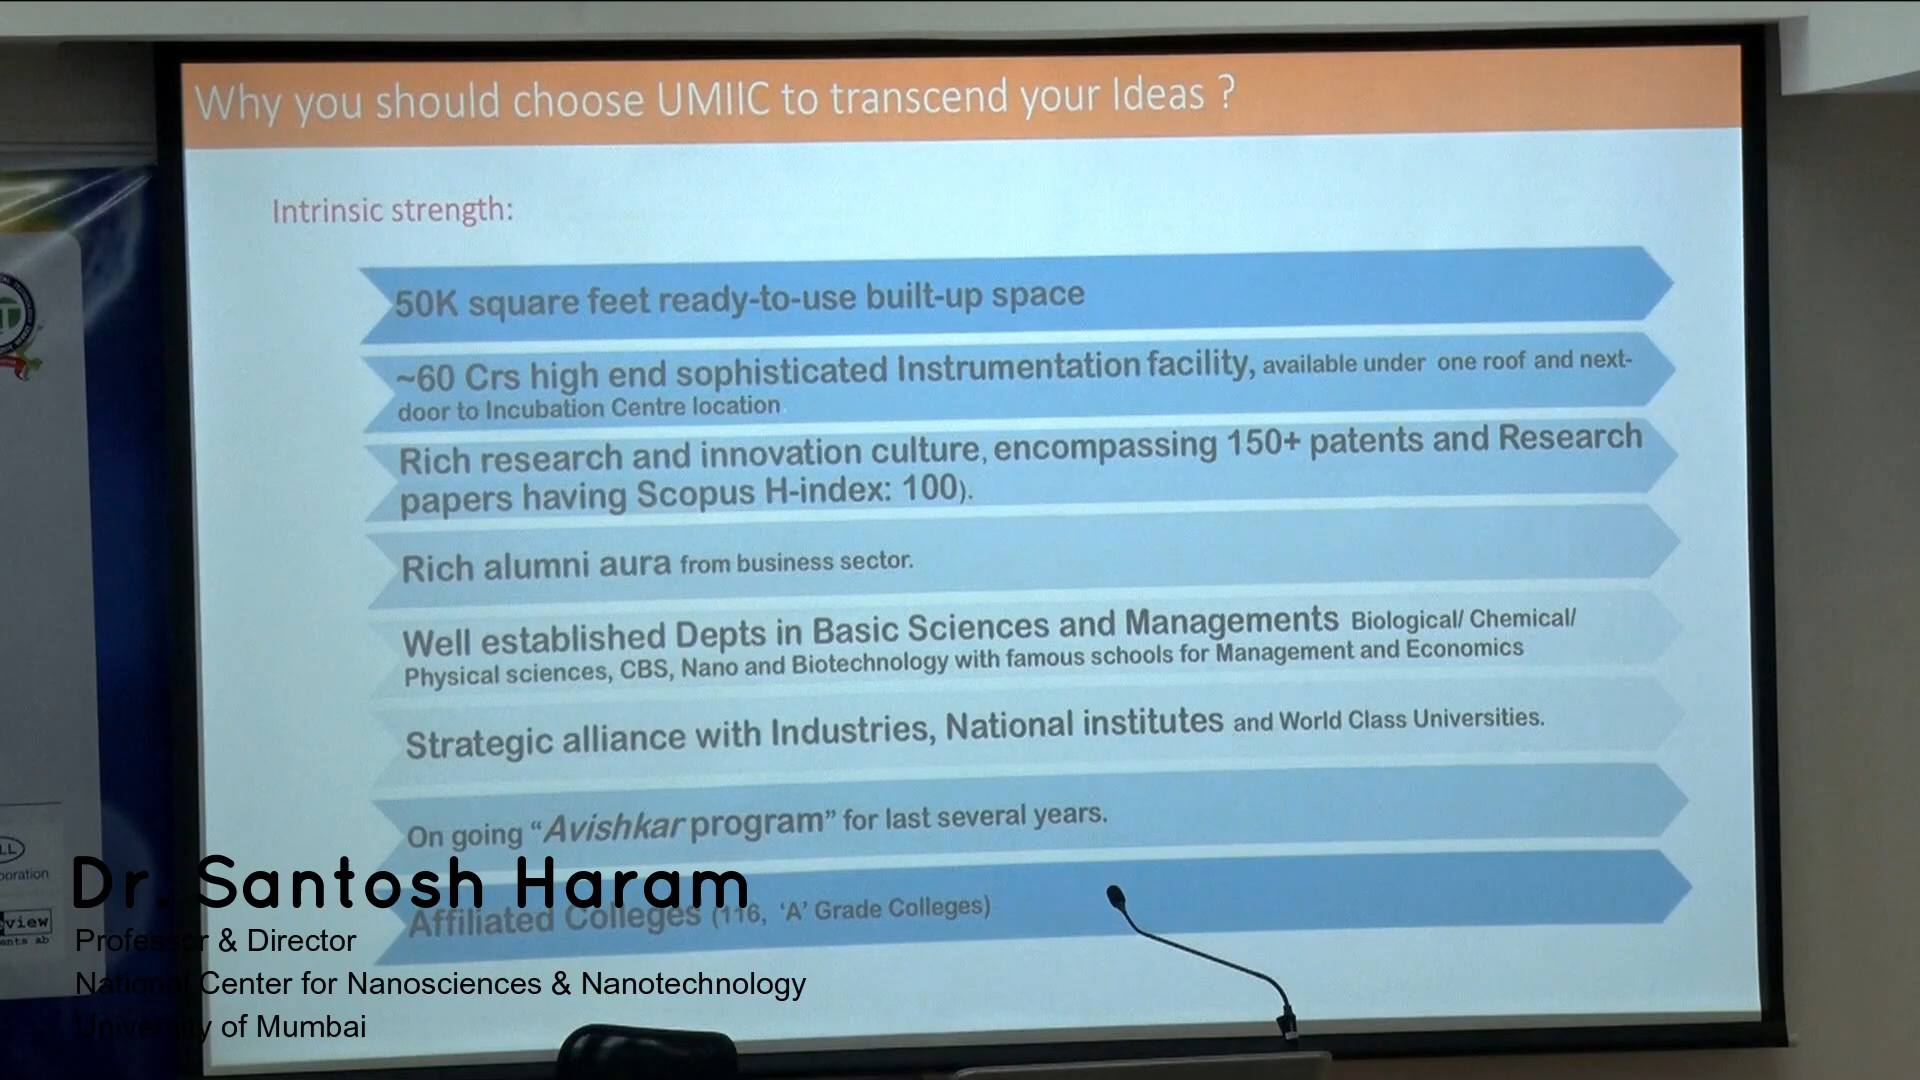 Why you should choose UMIIC to transcend your Ideas ?
Intrinsic strength:
50K square feet ready-to-use built-up space
~60 Crs high end sophisticated Instrumentation facility, available under one roof and next-
door to Incubation Centre location
Rich research and innovation culture, encompassing 150+ patents and Research
papers having Scopus H-index: 100).
Rich alumni aura from business sector.
Well established Depts in Basic Sciences and Managements Biological/ Chemical/
Physical sciences, CBS, Nano and Biotechnology with famous schools for Management and Economics
Strategic alliance with Industries, National institutes and World Class Universities.
On going “Avishkar program” for last several years.
Affiliated Colleges (116, ‘A’ Grade Colleges)
Dr. Santosh Haram
Professor & Director
National Center for Nanosciences & Nanotechnology
University of Mumbai
view